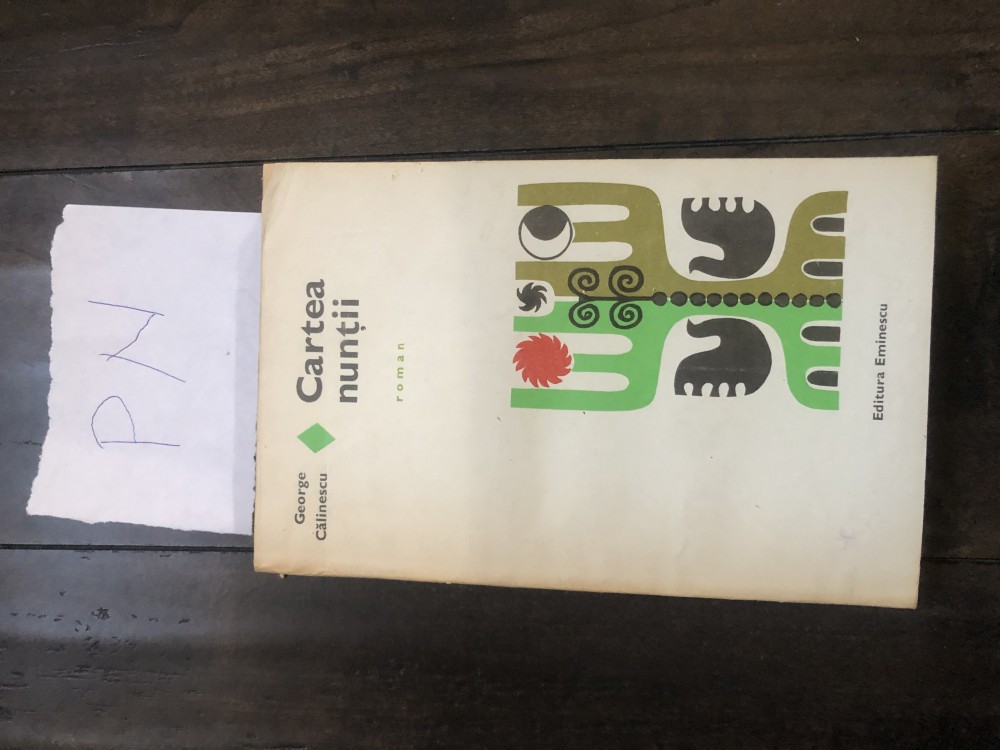 PN
George
Călinescu
Cartea
nunții
roman
Editura Eminescu